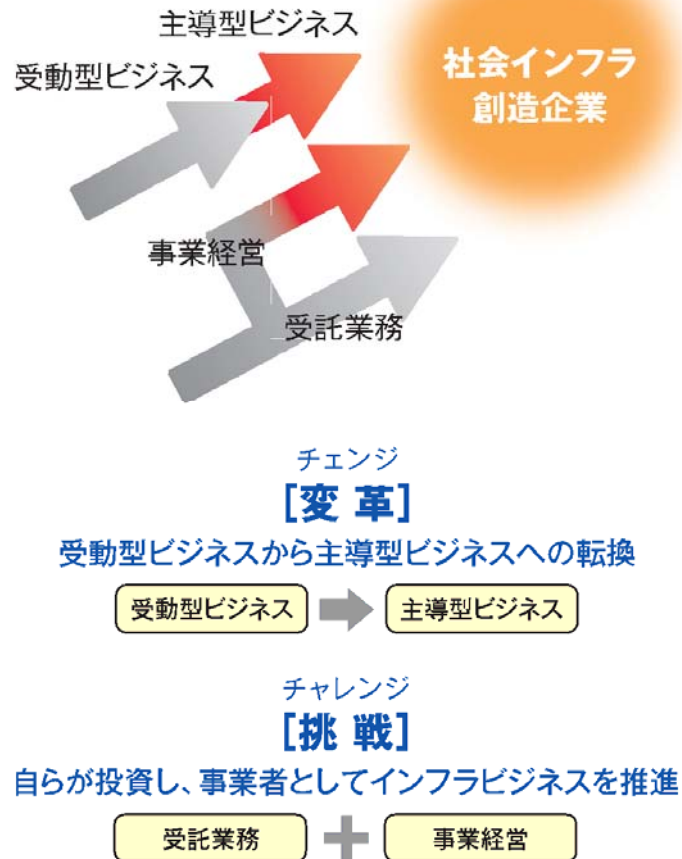 主導型ビジネス
受動型ビジネス
社会インフラ
創造企業
事業経営
受託業務
チェンジ
[変 革]
受動型ビジネスから主導型ビジネスへの転換
受動型ビジネス
主導型ビジネス
チャレンジ
[挑 戦]
自らが投資し、事業者としてインフラビジネスを推進
受託業務
事業経営